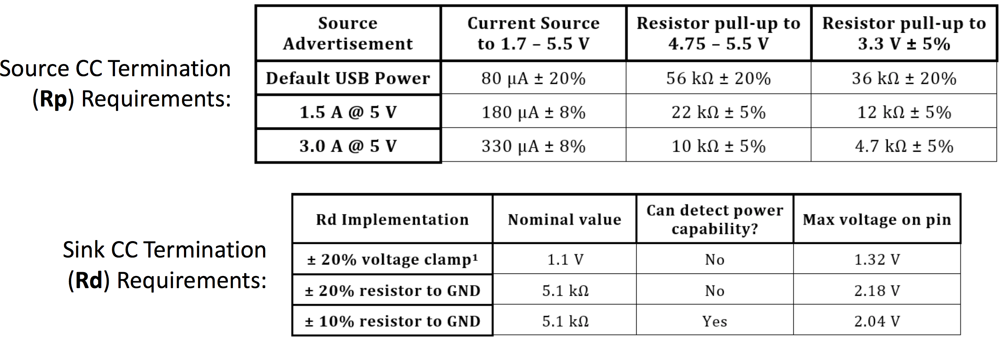 Source CC Termination
(Rp) Requirements:
Source Advertisement | Current Source to 1.7 – 5.5 V | Resistor pull-up to 4.75 – 5.5 V | Resistor pull-up to 3.3 V ± 5%
Default USB Power | 80 μA ± 20% | 56 kΩ ± 20% | 36 kΩ ± 20%
1.5 A @ 5 V | 180 μA ± 8% | 22 kΩ ± 5% | 12 kΩ ± 5%
3.0 A @ 5 V | 330 μA ± 8% | 10 kΩ ± 5% | 4.7 kΩ ± 5%
Sink CC Termination
(Rd) Requirements:
Rd Implementation | Nominal value | Can detect power capability? | Max voltage on pin
± 20% voltage clamp¹ | 1.1 V | No | 1.32 V
± 20% resistor to GND | 5.1 kΩ | No | 2.18 V
± 10% resistor to GND | 5.1 kΩ | Yes | 2.04 V